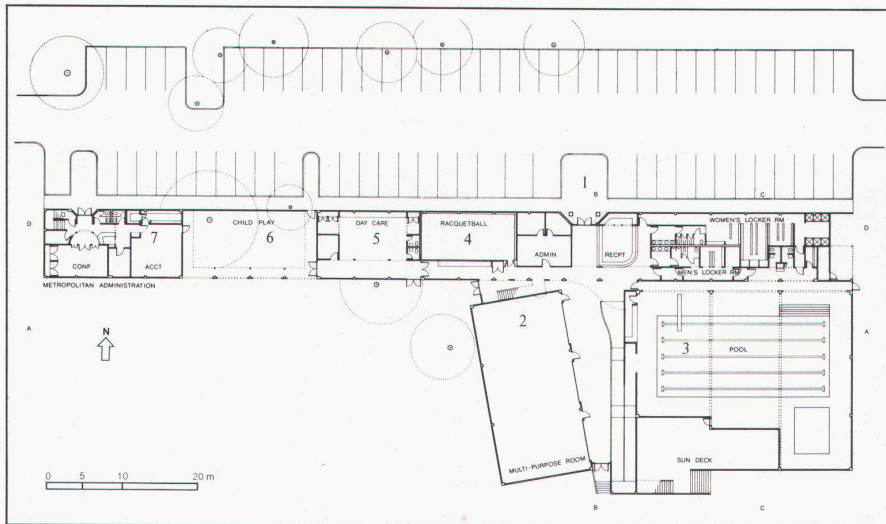 1
B
C
D
WOMEN'S LOCKER RM
D
7
CHILD PLAY
6
DAY CARE
5
RACQUETBALL
4
ADMIN
RECPT
CONF
ACCT
MEN'S LOCKER RM
METROPOLITAN ADMINISTRATION
2
A
N
3
POOL
A
0 5 10 20 m
MULTI-PURPOSE ROOM
SUN DECK
B
C